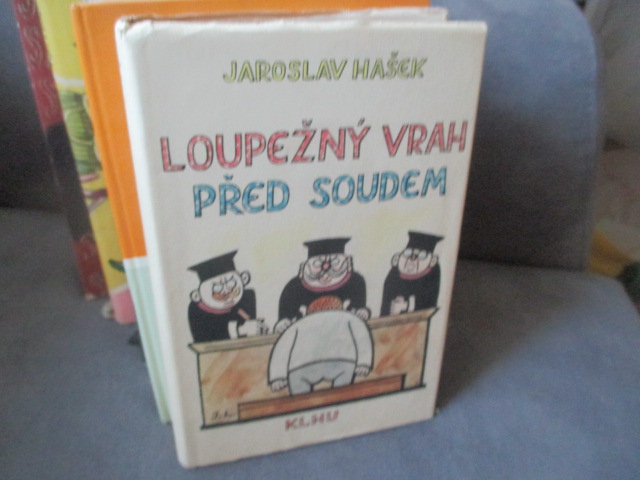 JAROSLAV HAŠEK
LOUPEŽNÝ VRAH
PŘED SOUDEM
KLHU